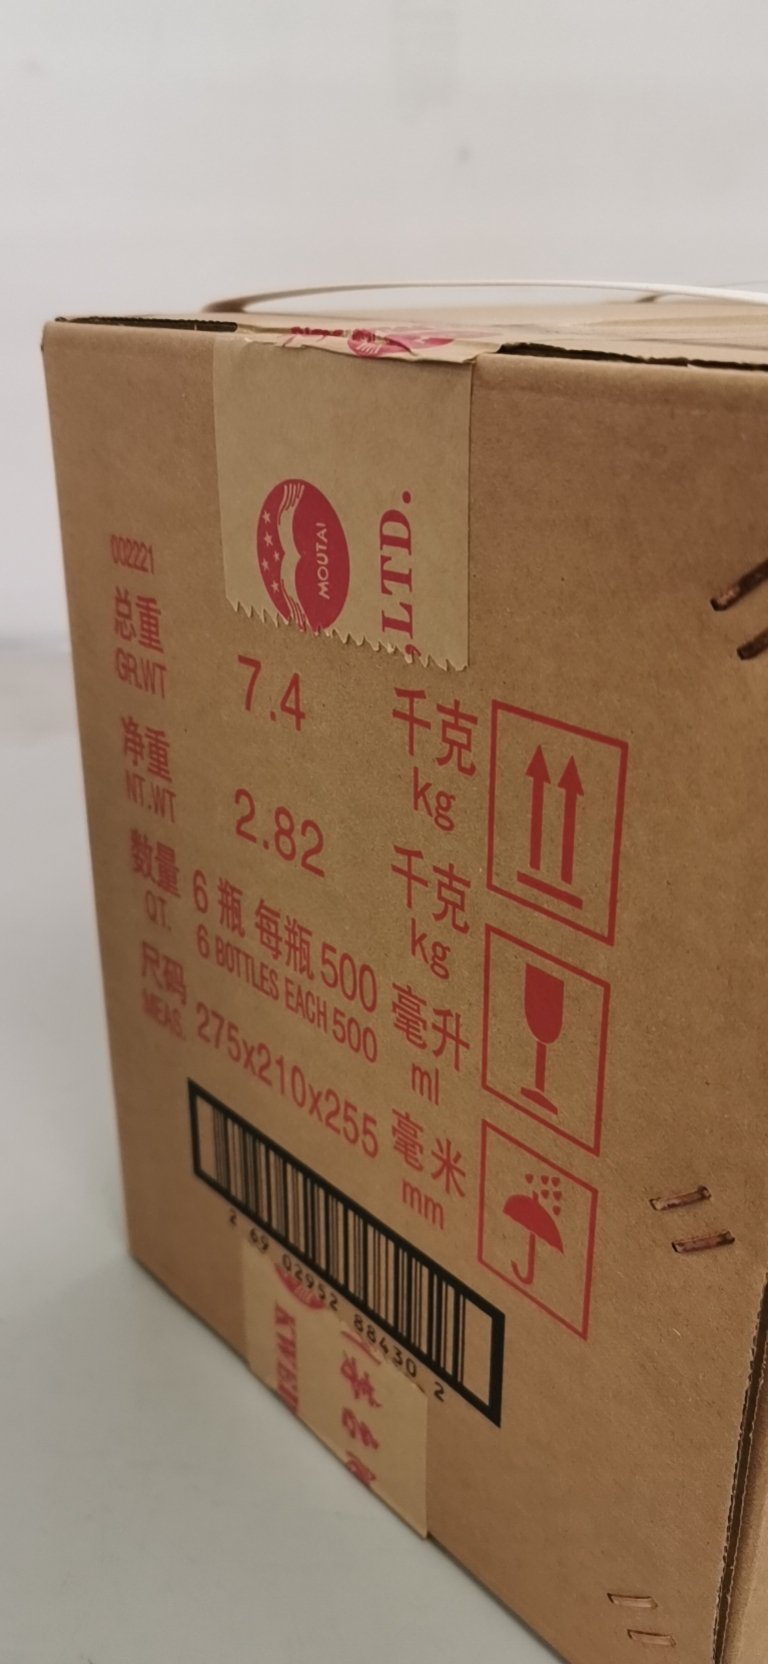 MOUTAI
,LTD.
002221
总重 7.4 千克
GR.WT kg
净重 2.82 千克
NT.WT kg
数量 6 瓶 每瓶 500 毫升
QT. 6 BOTTLES EACH 500 ml
尺码 275x210x255 毫米
MEAS. mm
2 69 02952 88430 2
KWEI